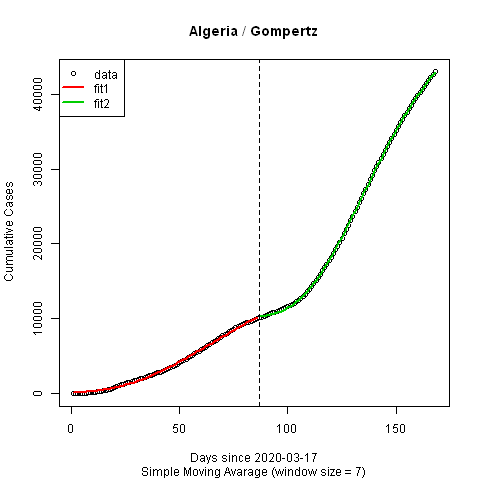 Algeria / Gompertz
data
fit1
fit2
Cumulative Cases
40000
30000
20000
10000
0
0 50 100 150
Days since 2020-03-17
Simple Moving Avarage (window size = 7)